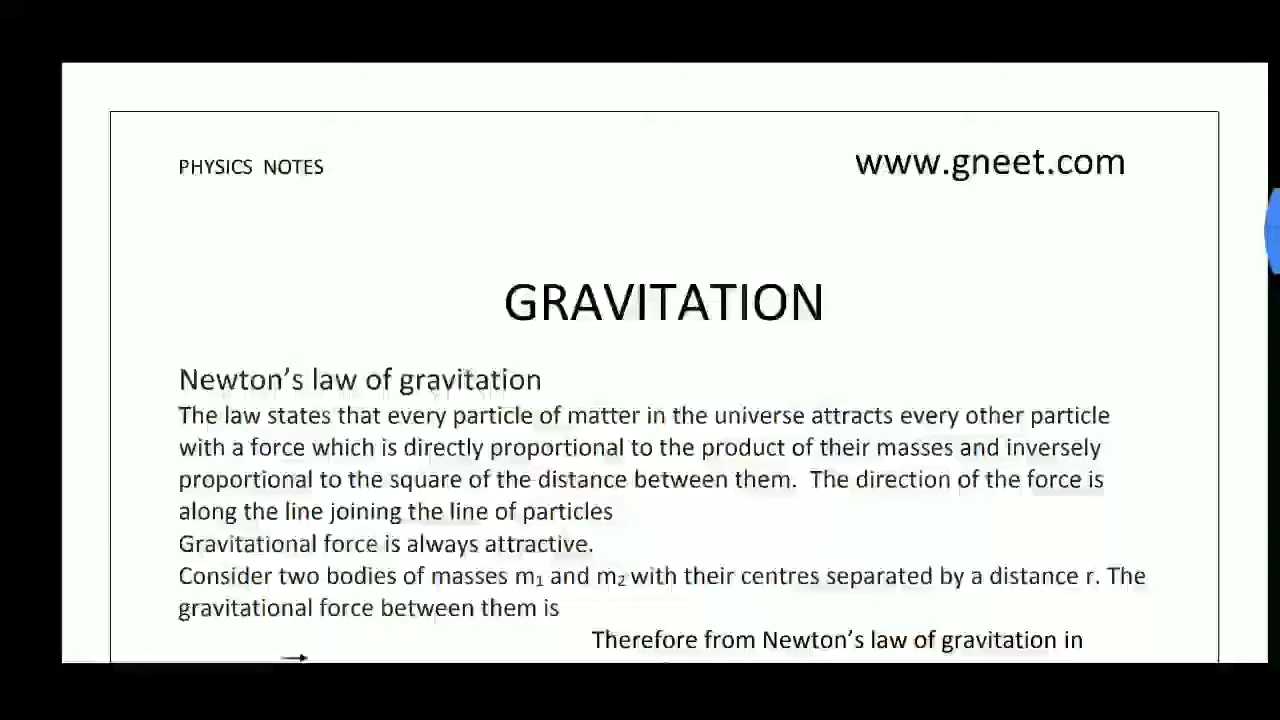 PHYSICS NOTES
www.gneet.com
GRAVITATION
Newton's law of gravitation
The law states that every particle of matter in the universe attracts every other particle
with a force which is directly proportional to the product of their masses and inversely
proportional to the square of the distance between them. The direction of the force is
along the line joining the line of particles
Gravitational force is always attractive.
Consider two bodies of masses m₁ and m₂ with their centres separated by a distance r. The
gravitational force between them is
Therefore from Newton's law of gravitation in